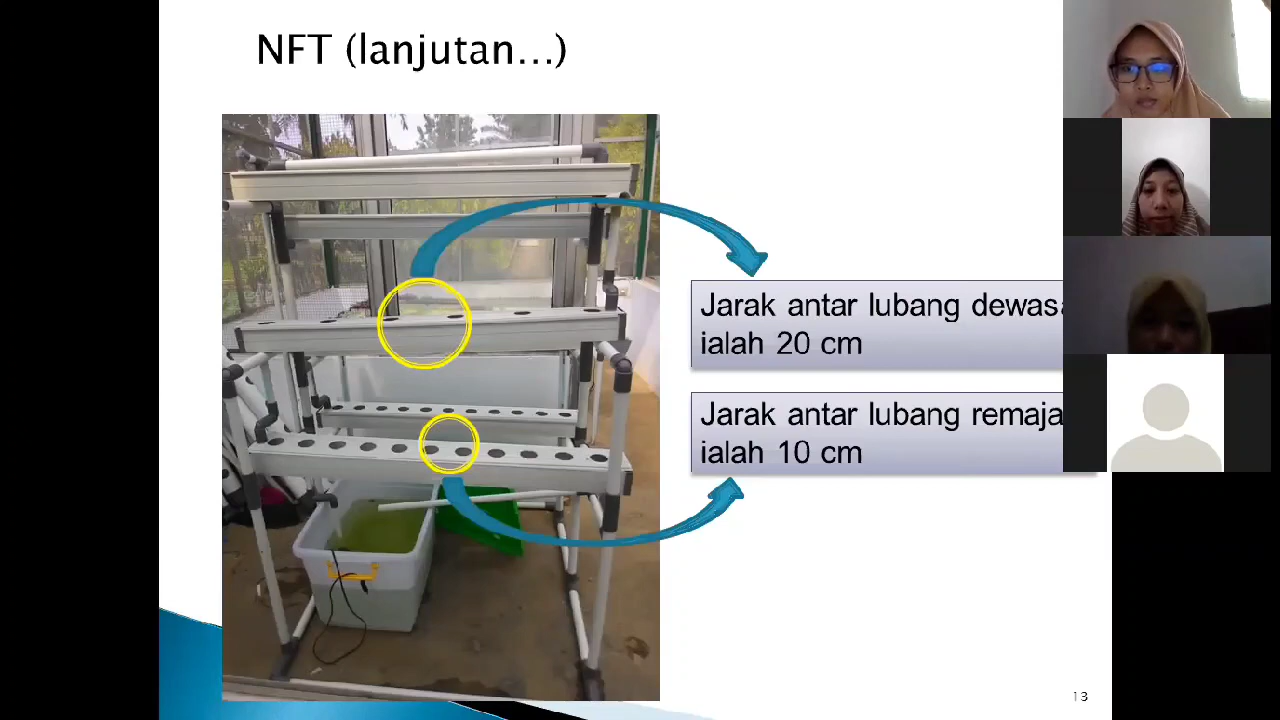 NFT (lanjutan...)
Jarak antar lubang dewasa
ialah 20 cm
Jarak antar lubang remaja
ialah 10 cm
13